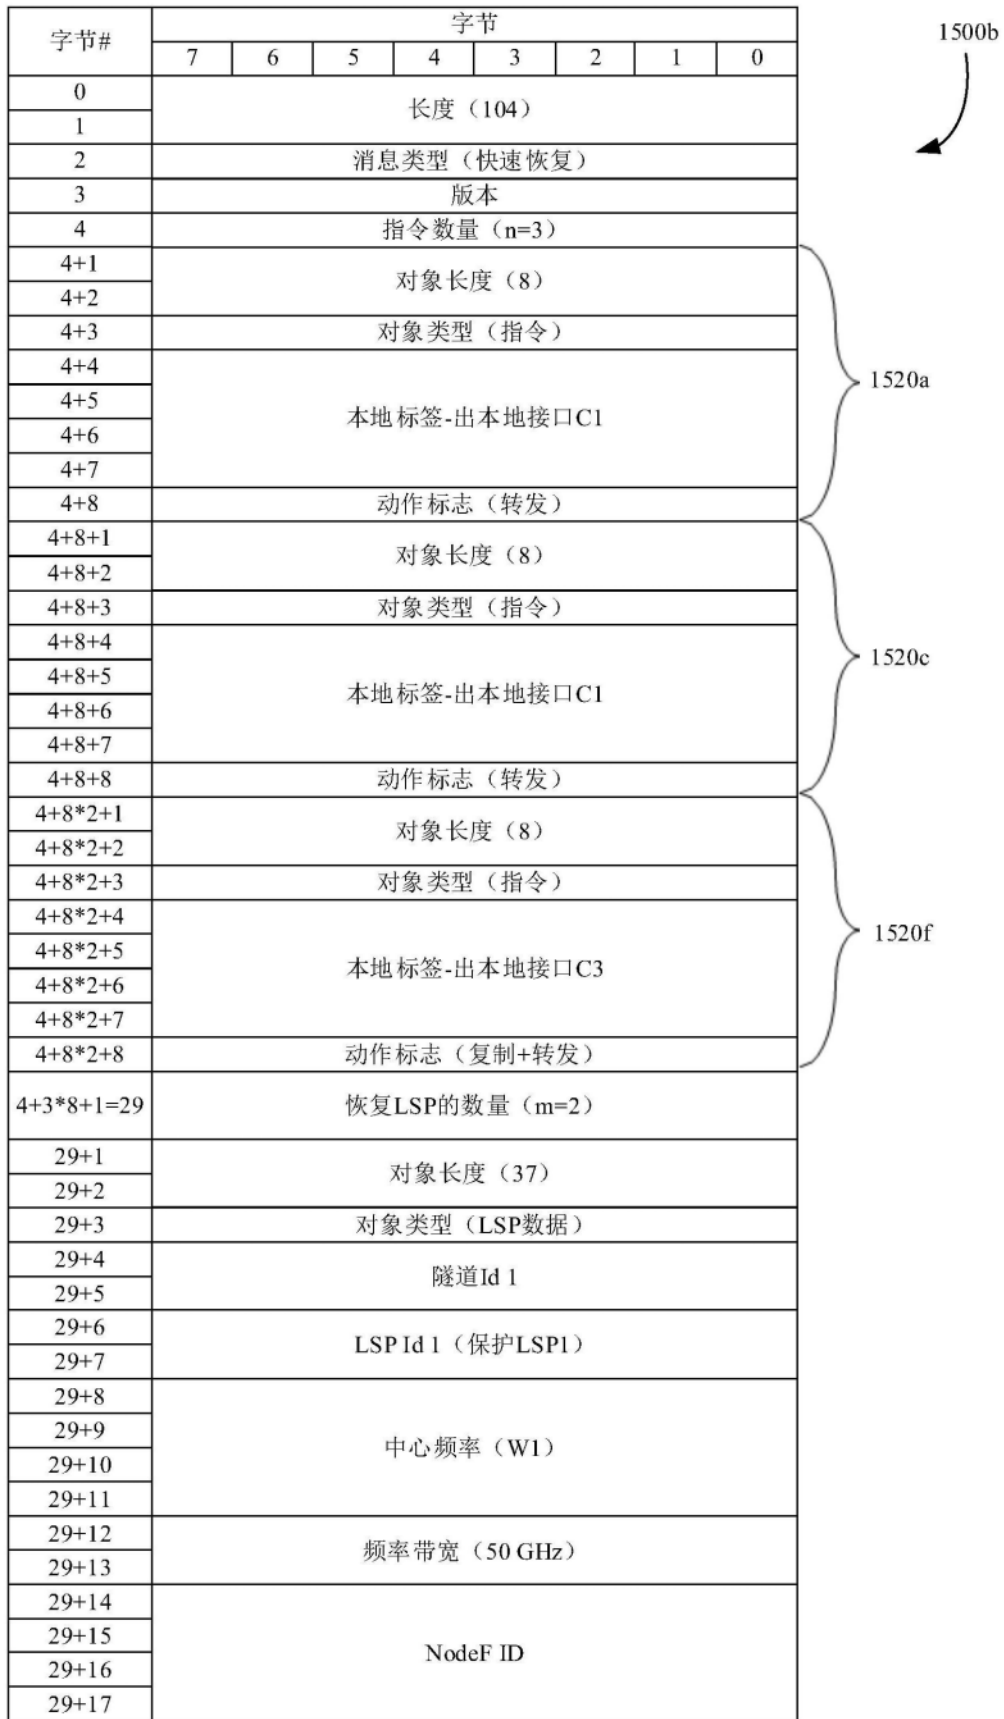 字节#
字节
7 6 5 4 3 2 1 0
1500b
0
1
长度（104）
2 消息类型（快速恢复）
3 版本
4 指令数量（n=3）
4+1
4+2
对象长度（8）
4+3 对象类型（指令）
4+4
4+5
4+6
4+7
本地标签-出本地接口C1
4+8 动作标志（转发）
1520a
4+8+1
4+8+2
对象长度（8）
4+8+3 对象类型（指令）
4+8+4
4+8+5
4+8+6
4+8+7
本地标签-出本地接口C1
4+8+8 动作标志（转发）
1520c
4+8*2+1
4+8*2+2
对象长度（8）
4+8*2+3 对象类型（指令）
4+8*2+4
4+8*2+5
4+8*2+6
4+8*2+7
本地标签-出本地接口C3
4+8*2+8 动作标志（复制+转发）
1520f
4+3*8+1=29 恢复LSP的数量（m=2）
29+1
29+2
对象长度（37）
29+3 对象类型（LSP数据）
29+4
29+5
隧道Id 1
29+6
29+7
LSP Id 1（保护LSP1）
29+8
29+9
29+10
29+11
中心频率（W1）
29+12
29+13
频率带宽（50 GHz）
29+14
29+15
29+16
29+17
NodeF ID